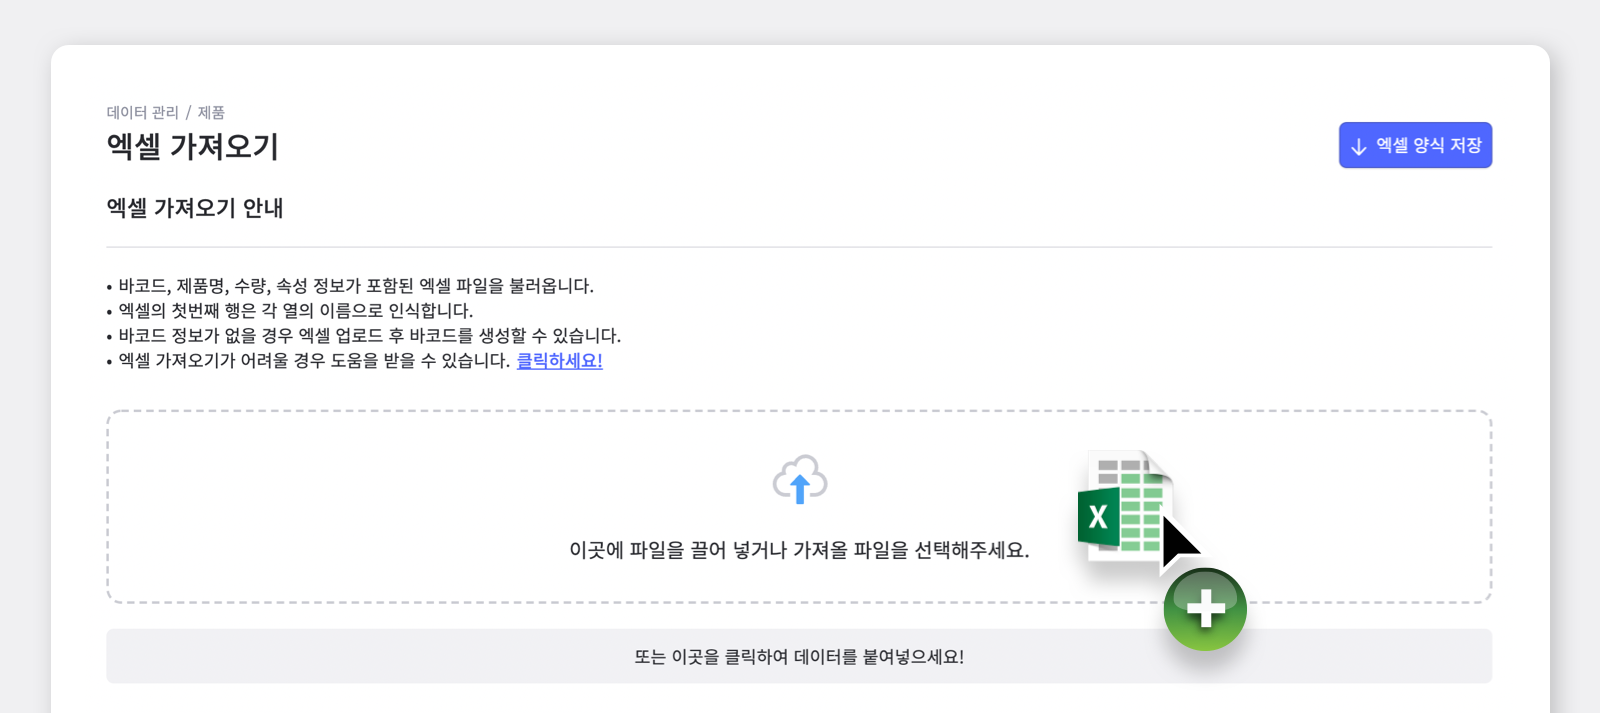 데이터 관리 / 제품
엑셀 가져오기
엑셀 양식 저장
엑셀 가져오기 안내
• 바코드, 제품명, 수량, 속성 정보가 포함된 엑셀 파일을 불러옵니다.
• 엑셀의 첫번째 행은 각 열의 이름으로 인식합니다.
• 바코드 정보가 없을 경우 엑셀 업로드 후 바코드를 생성할 수 있습니다.
• 엑셀 가져오기가 어려울 경우 도움을 받을 수 있습니다. 클릭하세요!
X
이곳에 파일을 끌어 넣거나 가져올 파일을 선택해주세요.
또는 이곳을 클릭하여 데이터를 붙여넣으세요!